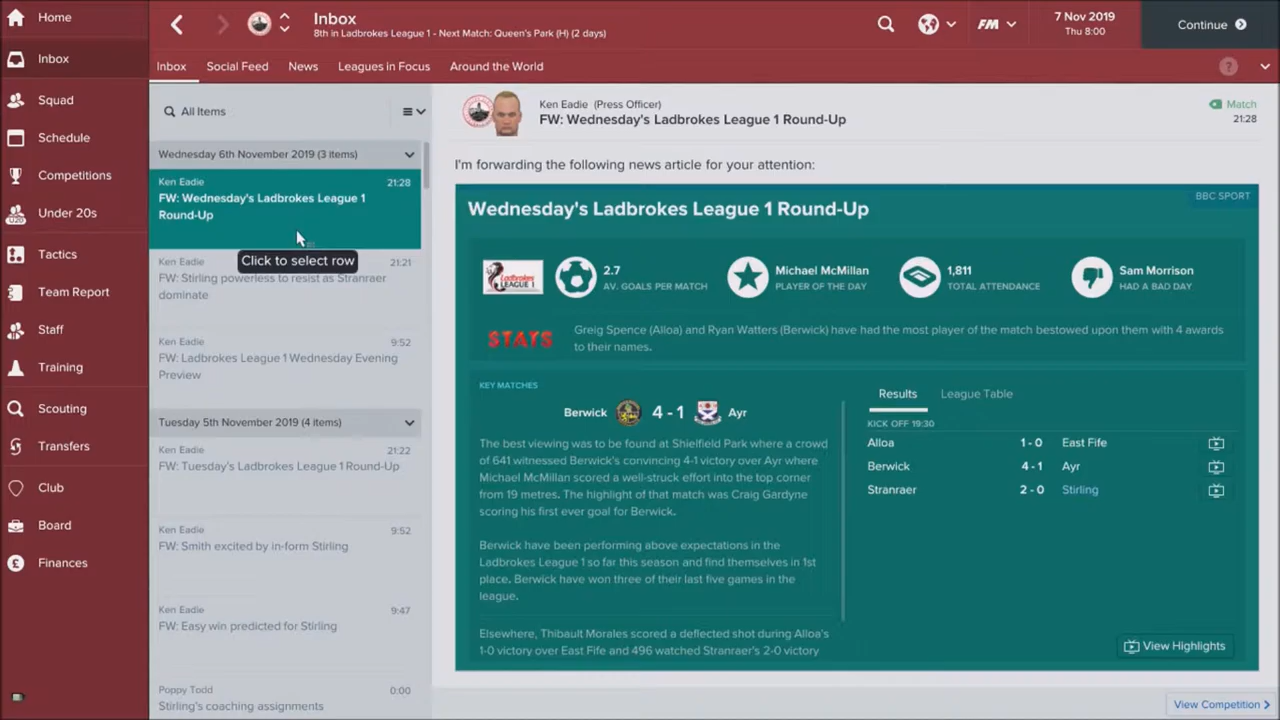 Home
Inbox
Squad
Schedule
Competitions
Under 20s
Tactics
Team Report
Staff
Training
Scouting
Transfers
Club
Board
Finances
Inbox
8th in Ladbrokes League 1 - Next Match: Queen's Park (H) (2 days)
FM
7 Nov 2019
Thu 8:00
Continue
Inbox
Social Feed
News
Leagues in Focus
Around the World
?
All Items
Wednesday 6th November 2019 (3 items)
Ken Eadie
21:28
FW: Wednesday's Ladbrokes League 1
Round-Up
Click to select row
Ken Eadie
21:21
FW: Stirling powerless to resist as Stranraer
dominate
Ken Eadie
9:52
FW: Ladbrokes League 1 Wednesday Evening
Preview
Tuesday 5th November 2019 (4 items)
Ken Eadie
21:22
FW: Tuesday's Ladbrokes League 1 Round-Up
Ken Eadie
9:52
FW: Smith excited by in-form Stirling
Ken Eadie
9:47
FW: Easy win predicted for Stirling
Poppy Todd
0:00
Stirling's coaching assignments
Ken Eadie (Press Officer)
FW: Wednesday's Ladbrokes League 1 Round-Up
Match
21:28
I'm forwarding the following news article for your attention:
BBC SPORT
Wednesday's Ladbrokes League 1 Round-Up
Ladbrokes
LEAGUE 1
2.7
AV. GOALS PER MATCH
Michael McMillan
PLAYER OF THE DAY
1,811
TOTAL ATTENDANCE
Sam Morrison
HAD A BAD DAY
STATS
Greig Spence (Alloa) and Ryan Watters (Berwick) have had the most player of the match bestowed upon them with 4 awards
to their names.
KEY MATCHES
Berwick 4 - 1 Ayr
The best viewing was to be found at Shielfield Park where a crowd
of 641 witnessed Berwick's convincing 4-1 victory over Ayr where
Michael McMillan scored a well-struck effort into the top corner
from 19 metres. The highlight of that match was Craig Gardyne
scoring his first ever goal for Berwick.
Berwick have been performing above expectations in the
Ladbrokes League 1 so far this season and find themselves in 1st
place. Berwick have won three of their last five games in the
league.
Elsewhere, Thibault Morales scored a deflected shot during Alloa's
1-0 victory over East Fife and 496 watched Stranraer's 2-0 victory
Results
League Table
KICK OFF 19:30
Alloa 1 - 0 East Fife
Berwick 4 - 1 Ayr
Stranraer 2 - 0 Stirling
View Highlights
View Competition